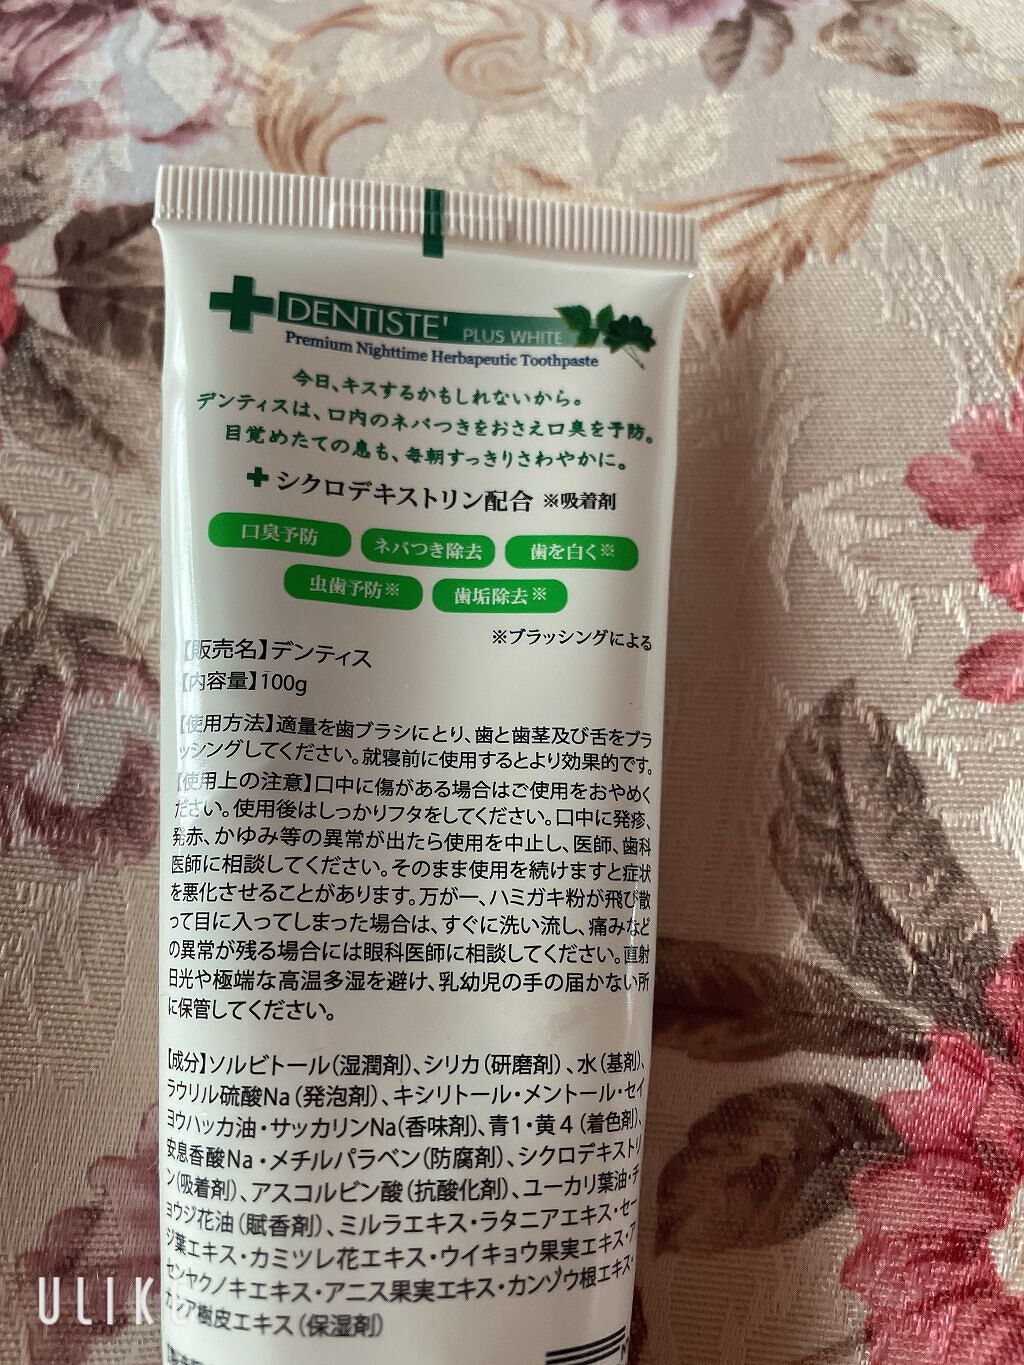 DENTISTE' PLUS WHITE
Premium Nighttime Herbapeutic Toothpaste
今日、キスするかもしれないから。
デンティスは、口内のネバつきをおさえ口臭を予防。
目覚めたての息も、毎朝すっきりさわやかに。
シクロデキストリン配合 ※吸着剤
口臭予防 ネバつき除去 歯を白く※
虫歯予防※ 歯垢除去※
※ブラッシングによる
【販売名】デンティス
【内容量】100g
【使用方法】適量を歯ブラシにとり、歯と歯茎及び舌をブラ
ッシングしてください。就寝前に使用するとより効果的です。
【使用上の注意】口中に傷がある場合はご使用をおやめく
ださい。使用後はしっかりフタをしてください。口中に発疹、
発赤、かゆみ等の異常が出たら使用を中止し、医師、歯科
医師に相談してください。そのまま使用を続けますと症状
を悪化させることがあります。万が一、ハミガキ粉が飛び散
って目に入ってしまった場合は、すぐに洗い流し、痛みなど
の異常が残る場合には眼科医師に相談してください。直射
日光や極端な高温多湿を避け、乳幼児の手の届かない所
に保管してください。
【成分】ソルビトール(湿潤剤)、シリカ(研磨剤)、水(基剤)、
ラウリル硫酸Na(発泡剤)、キシリトール・メントール・セイ
ヨウハッカ油・サッカリンNa(香味剤)、青1・黄4(着色剤)、
安息香酸Na・メチルパラベン(防腐剤)、シクロデキストリ
ン(吸着剤)、アスコルビン酸(抗酸化剤)、ユーカリ葉油・チ
ョウジ花油(賦香剤)、ミルラエキス・ラタニアエキス・セー
ジ葉エキス・カミツレ花エキス・ウイキョウ果実エキス・ア
センヤクノキエキス・アニス果実エキス・カンゾウ根エキス・
カシア樹皮エキス(保湿剤)
ULIKE